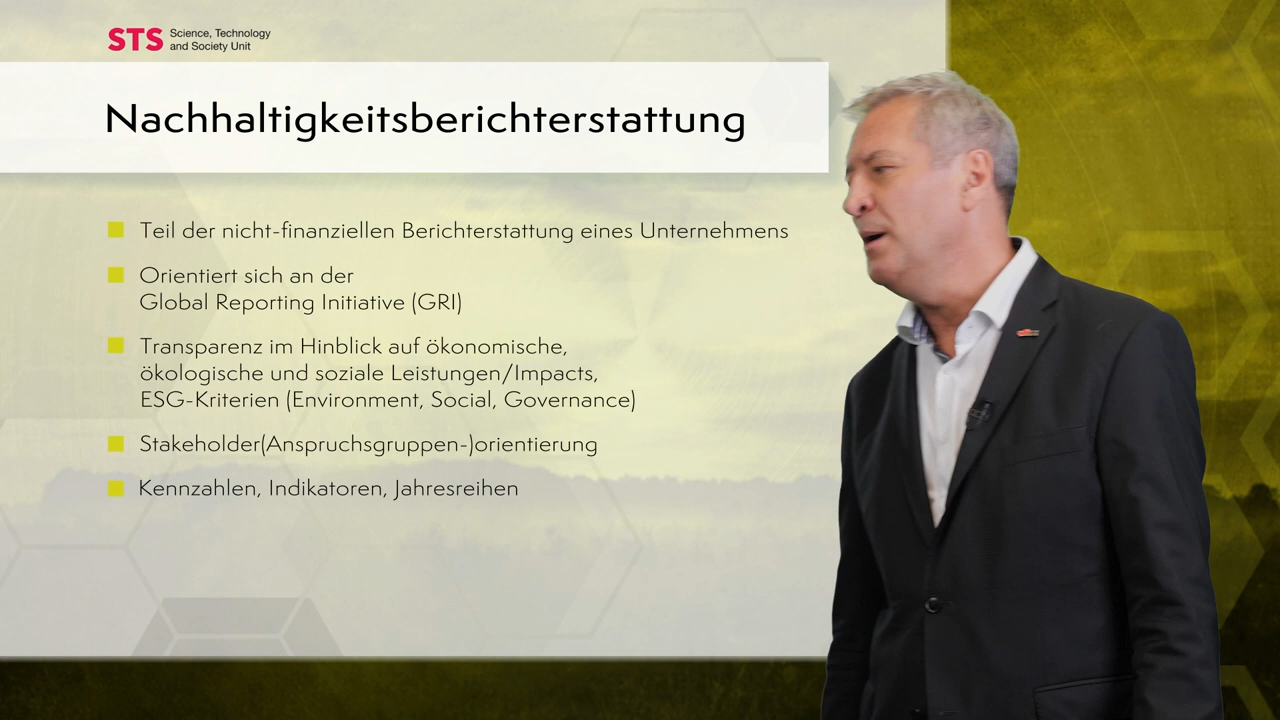 STS Science, Technology
and Society Unit
Nachhaltigkeitsberichterstattung
Teil der nicht-finanziellen Berichterstattung eines Unternehmens
Orientiert sich an der
Global Reporting Initiative (GRI)
Transparenz im Hinblick auf ökonomische,
ökologische und soziale Leistungen/Impacts,
ESG-Kriterien (Environment, Social, Governance)
Stakeholder(Anspruchsgruppen-)orientierung
Kennzahlen, Indikatoren, Jahresreihen